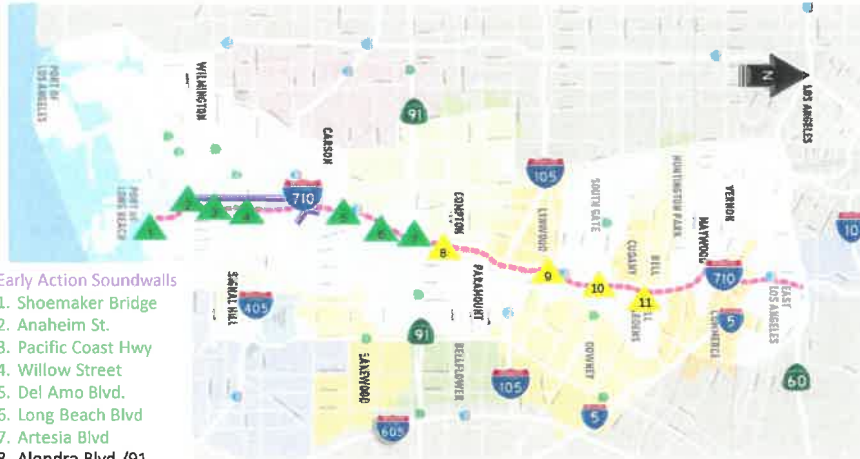 Early Action Soundwalls
1. Shoemaker Bridge
2. Anaheim St.
3. Pacific Coast Hwy
4. Willow Street
5. Del Amo Blvd.
6. Long Beach Blvd
7. Artesia Blvd
8. Alondra Blvd./91
PORT OF
LOS ANGELES
PORT OF
LONG BEACH
WILMINGTON
CARSON
SIGNAL HILL
COMPTON
PARAMOUNT
LAKEWOOD
BELLFLOWER
LYNWOOD
SOUTH GATE
DOWNEY
CUDAHY
BELL
HUNTINGTON PARK
MAYWOOD
VERNON
COMMERCE
EAST
LOS ANGELES
LOS ANGELES
N
91
105
710
10
405
91
605
105
5
5
710
60
1
2
3
4
5
6
7
8
9
10
11